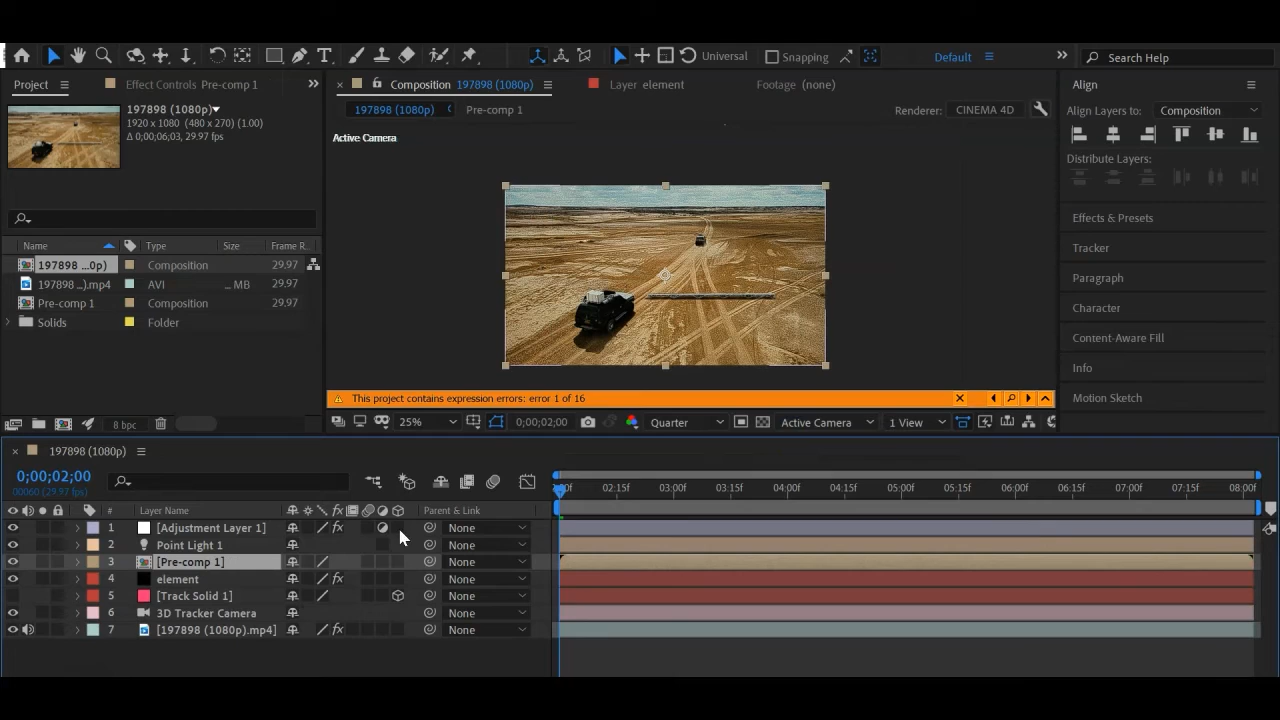 Universal
Snapping
Default
Search Help
Project
Effect Controls Pre-comp 1
Composition 197898 (1080p)
Layer element
Footage (none)
Align
197898 (1080p)
1920 x 1080 (480 x 270) (1.00)
Δ 0;00;06;03, 29.97 fps
197898 (1080p)
Pre-comp 1
Renderer:
CINEMA 4D
Align Layers to:
Composition
Active Camera
Distribute Layers:
Effects & Presets
Tracker
Paragraph
Character
Content-Aware Fill
Info
Motion Sketch
Name
Type
Size
Frame R...
197898 ...0p)
Composition
29.97
197898 ...).mp4
AVI
... MB
29.97
Pre-comp 1
Composition
29.97
Solids
Folder
This project contains expression errors: error 1 of 16
8 bpc
25%
0;00;02;00
Quarter
Active Camera
1 View
197898 (1080p)
0;00;02;00
00060 (29.97 fps)
:00f
02:15f
03:00f
03:15f
04:00f
04:15f
05:00f
05:15f
06:00f
06:15f
07:00f
07:15f
08:00f
#
Layer Name
fx
Parent & Link
1
[Adjustment Layer 1]
fx
None
2
Point Light 1
None
3
[Pre-comp 1]
None
4
element
fx
None
5
[Track Solid 1]
None
6
3D Tracker Camera
None
7
[197898 (1080p).mp4]
fx
None